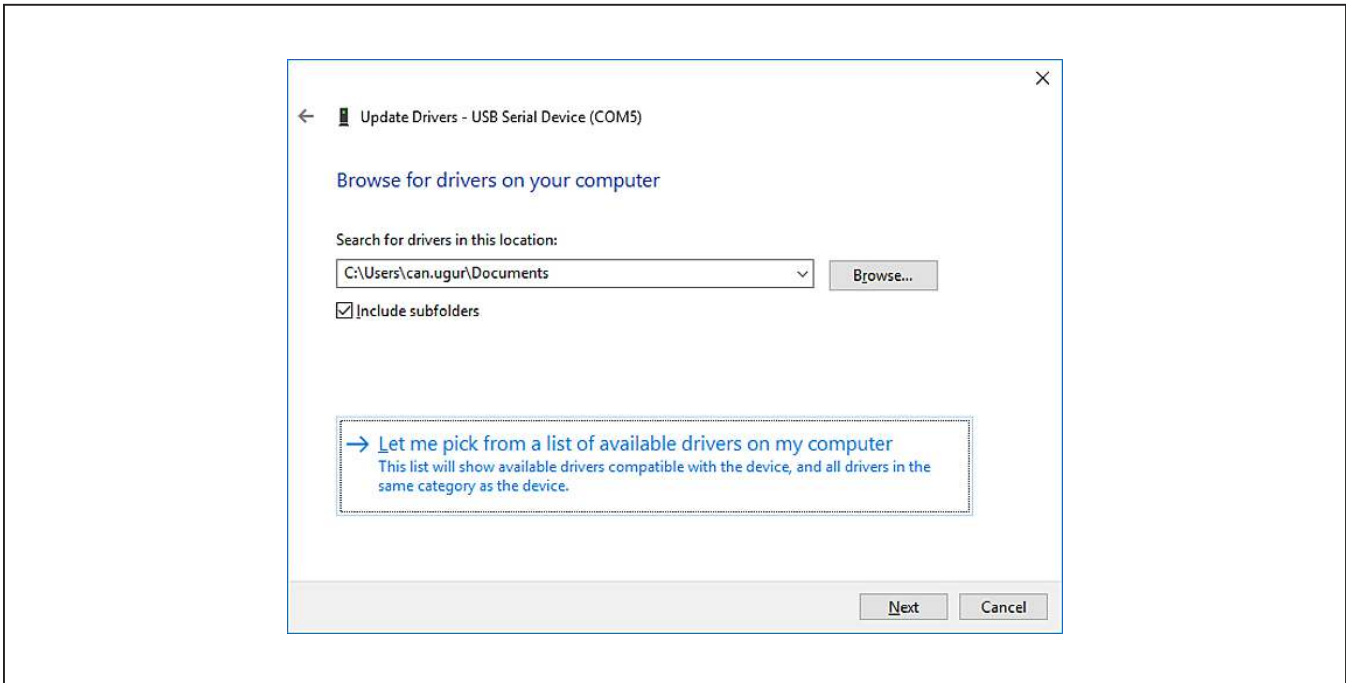 Update Drivers - USB Serial Device (COM5)
Browse for drivers on your computer
Search for drivers in this location:
C:\Users\can.ugur\Documents
Browse...
Include subfolders
Let me pick from a list of available drivers on my computer
This list will show available drivers compatible with the device, and all drivers in the
same category as the device.
Next
Cancel